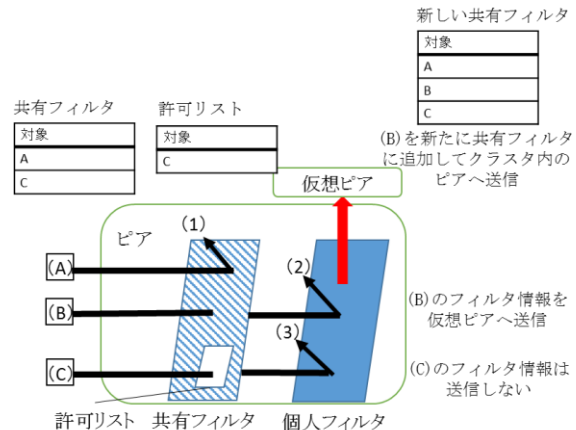 新しい共有フィルタ
対象
A
B
C
共有フィルタ
対象
A
C
許可リスト
対象
C
(B)を新たに共有フィルタ
に追加してクラスタ内の
ピアへ送信
仮想ピア
ピア
(1)
(A)
(2)
(B)
(B)のフィルタ情報を
仮想ピアへ送信
(3)
(C)
(C)のフィルタ情報は
送信しない
許可リスト
共有フィルタ
個人フィルタ